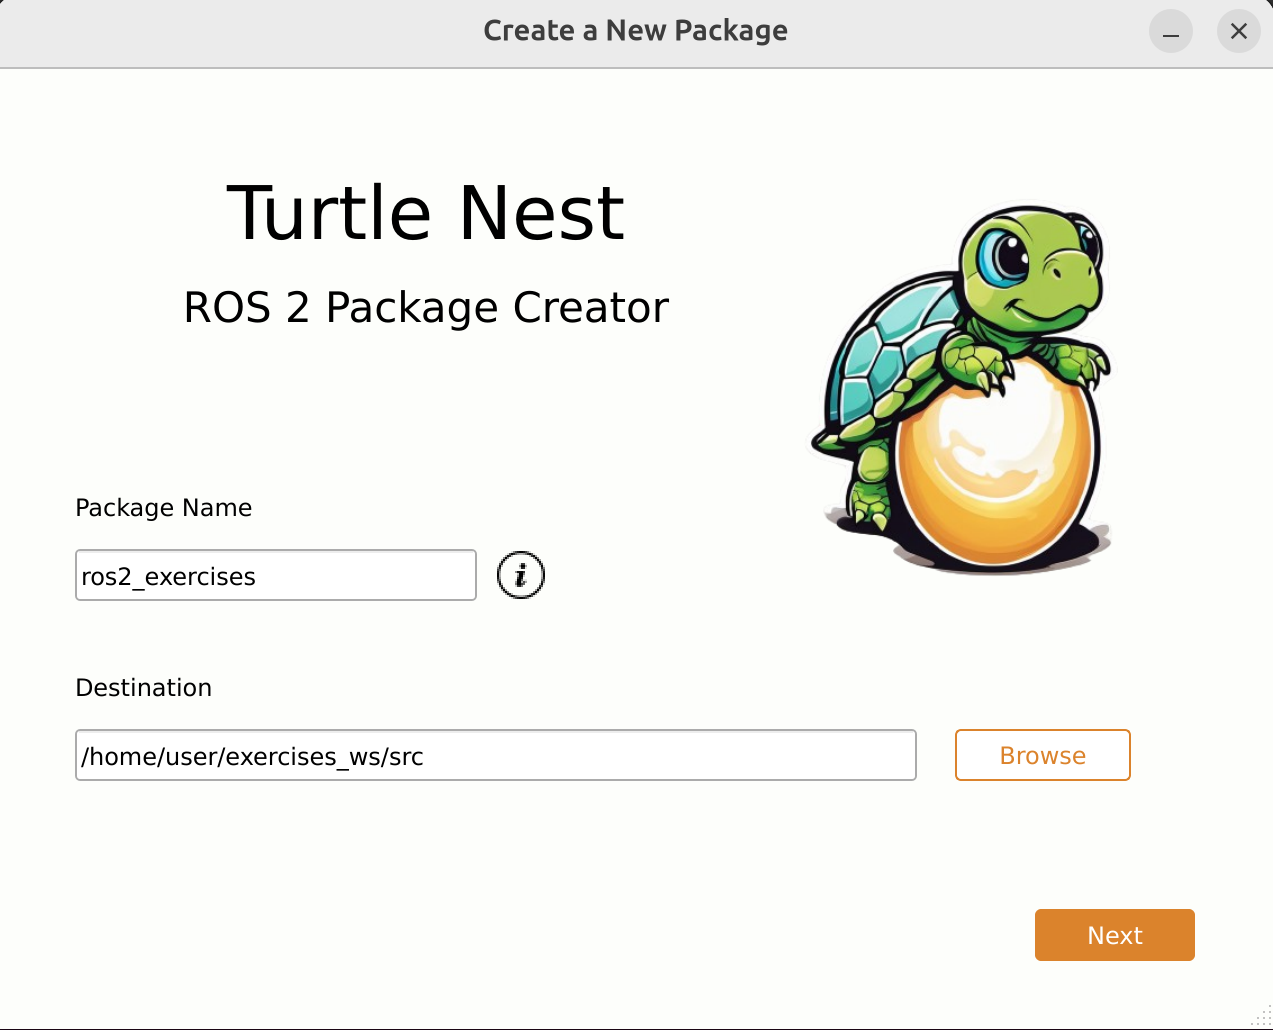 Create a New Package
Turtle Nest
ROS 2 Package Creator
Package Name
ros2_exercises
i
Destination
/home/user/exercises_ws/src
Browse
Next